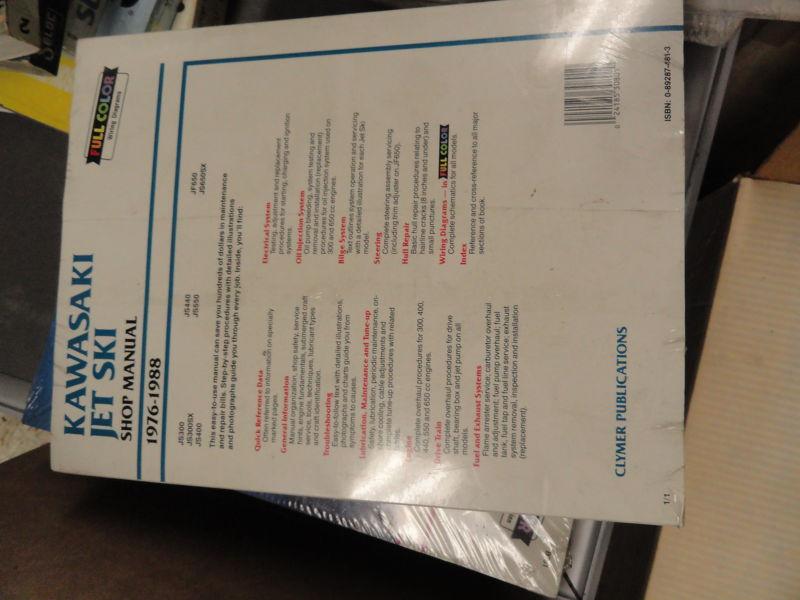 KAWASAKI
JET SKI
SHOP MANUAL
1976-1988
FULL COLOR
Wiring Diagrams
JS300
JS300SX
JS400
JS440
JS550
JF650
JS650SX
This easy-to-use manual can save you hundreds of dollars in maintenance
and repair bills. Step-by-step procedures with detailed illustrations
and photographs guide you through every job. Inside, you'll find:
Quick Reference Data
Often referred to information on specially
marked pages.
General Information
Manual organization, shop safety, service
hints, engine fundamentals, submerged craft
service, tools, techniques, lubricant types
and craft identification.
Troubleshooting
Easy-to-follow text with detailed illustrations,
photographs and charts guide you from
symptoms to causes.
Lubrication, Maintenance and Tune-up
Safety, lubrication, periodic maintenance, on-
shore cooling, cable adjustments and
complete tune-up procedures with related
Complete overhaul procedures for 300, 400,
440, 550 and 650 cc engines.
Drive Train
Complete overhaul procedures for drive
shaft, bearing box and jet pump on all
models.
Fuel and Exhaust Systems
Flame arrester service; carburetor overhaul
and adjustment; fuel pump overhaul; fuel
tank, fuel tap and fuel line service; exhaust
system removal, inspection and installation
(replacement).
Electrical System
Testing, adjustment and replacement
procedures for starting, charging and ignition
systems.
Oil Injection System
Oil pump bleeding, system testing and
removal and installation (replacement)
procedures for oil injection system used on
300 and 650 cc engines.
Bilge System
Text outlines system operation and servicing
with a detailed illustration for each Jet Ski
model.
Steering
Complete steering assembly servicing
(including trim adjuster on JF650).
Hull Repair
Basic hull repair procedures relating to
hairline cracks (8 inches and under) and
small punctures.
Wiring Diagrams — in FULL COLOR
Complete schematics for all models.
Index
Reference and cross-reference to all major
sections of book.
CLYMER PUBLICATIONS
ISBN: 0-89287-481-3
1/1